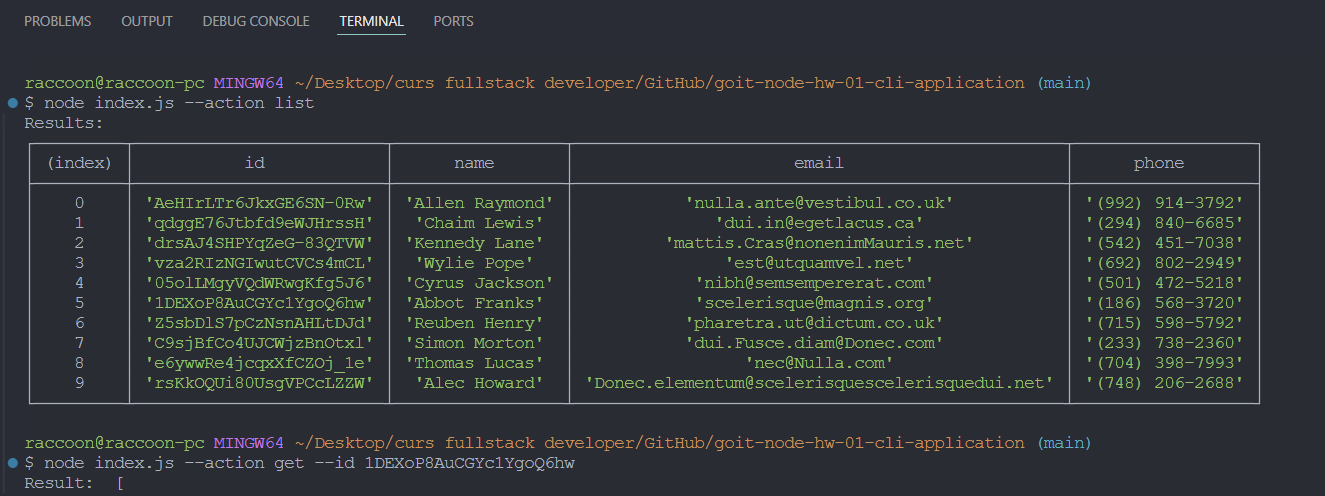 PROBLEMS OUTPUT DEBUG CONSOLE TERMINAL PORTS
raccoon@raccoon-pc MINGW64 ~/Desktop/curs fullstack developer/GitHub/goit-node-hw-01-cli-application (main)
$ node index.js --action list
Results:
(index) id name email phone
0 'AeHIrLTr6JkxGE6SN-0Rw' 'Allen Raymond' 'nulla.ante@vestibul.co.uk' '(992) 914-3792'
1 'qdggE76Jtbfd9eWJHrssH' 'Chaim Lewis' 'dui.in@egetlacus.ca' '(294) 840-6685'
2 'drsAJ4SHPYqZeG-83QTVW' 'Kennedy Lane' 'mattis.Cras@nonenimMauris.net' '(542) 451-7038'
3 'vza2RIzNGIwutCVCs4mCL' 'Wylie Pope' 'est@utquamvel.net' '(692) 802-2949'
4 '05olLMgyVQdWRwgKfg5J6' 'Cyrus Jackson' 'nibh@semsempererat.com' '(501) 472-5218'
5 '1DEXoP8AuCGYc1YgoQ6hw' 'Abbot Franks' 'scelerisque@magnis.org' '(186) 568-3720'
6 'Z5sbDlS7pCzNsnAHLtDJd' 'Reuben Henry' 'pharetra.ut@dictum.co.uk' '(715) 598-5792'
7 'C9sjBfCo4UJCWjzBnOtxl' 'Simon Morton' 'dui.Fusce.diam@Donec.com' '(233) 738-2360'
8 'e6ywwRe4jcqxXfCZOj_1e' 'Thomas Lucas' 'nec@Nulla.com' '(704) 398-7993'
9 'rsKkOQUi80UsgVPCcLZZW' 'Alec Howard' 'Donec.elementum@scelerisquescelerisquedui.net' '(748) 206-2688'
raccoon@raccoon-pc MINGW64 ~/Desktop/curs fullstack developer/GitHub/goit-node-hw-01-cli-application (main)
$ node index.js --action get --id 1DEXoP8AuCGYc1YgoQ6hw
Result: [